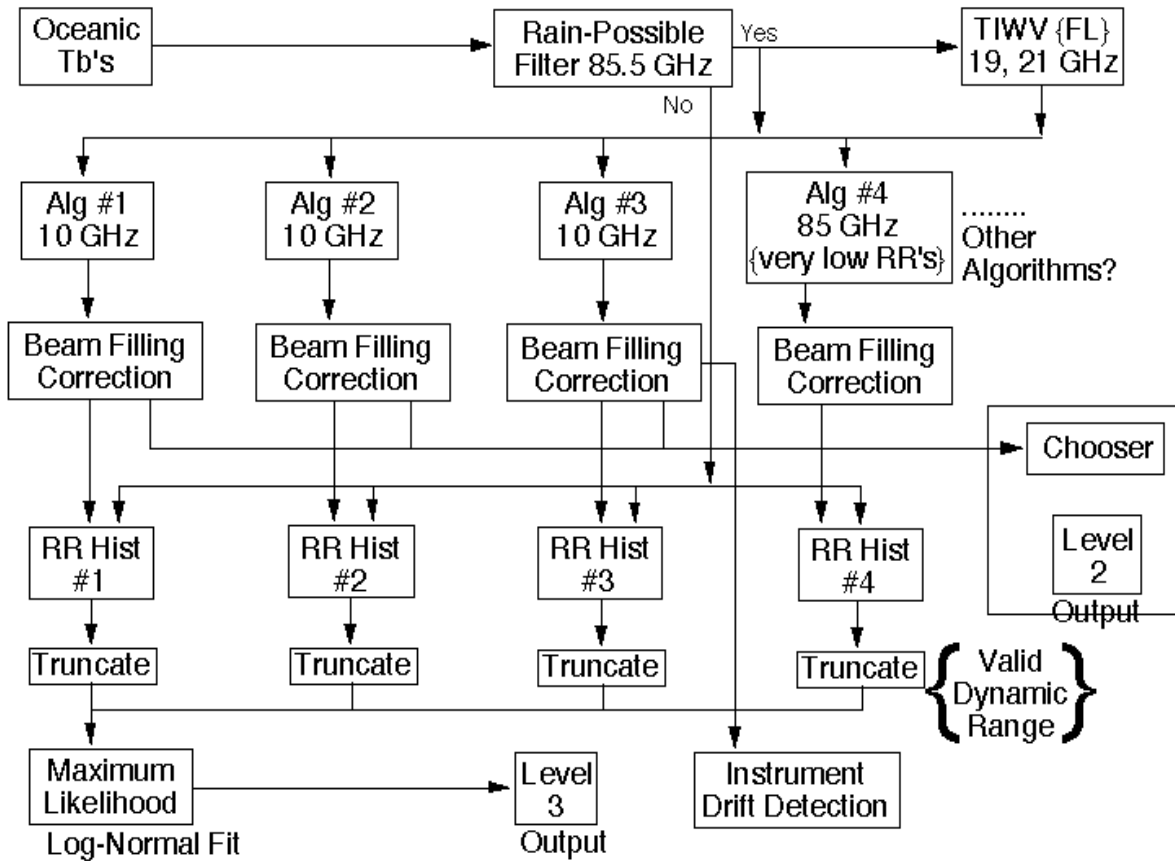 Oceanic
Tb's
Rain-Possible
Filter 85.5 GHz
Yes
No
TIWV {FL}
19, 21 GHz
Alg #1
10 GHz
Alg #2
10 GHz
Alg #3
10 GHz
Alg #4
85 GHz
{very low RR's}
........
Other
Algorithms?
Beam Filling
Correction
Beam Filling
Correction
Beam Filling
Correction
Beam Filling
Correction
Chooser
Level
2
Output
RR Hist
#1
RR Hist
#2
RR Hist
#3
RR Hist
#4
Truncate
Truncate
Truncate
Truncate
{ Valid
Dynamic
Range }
Maximum
Likelihood
Log-Normal Fit
Level
3
Output
Instrument
Drift Detection